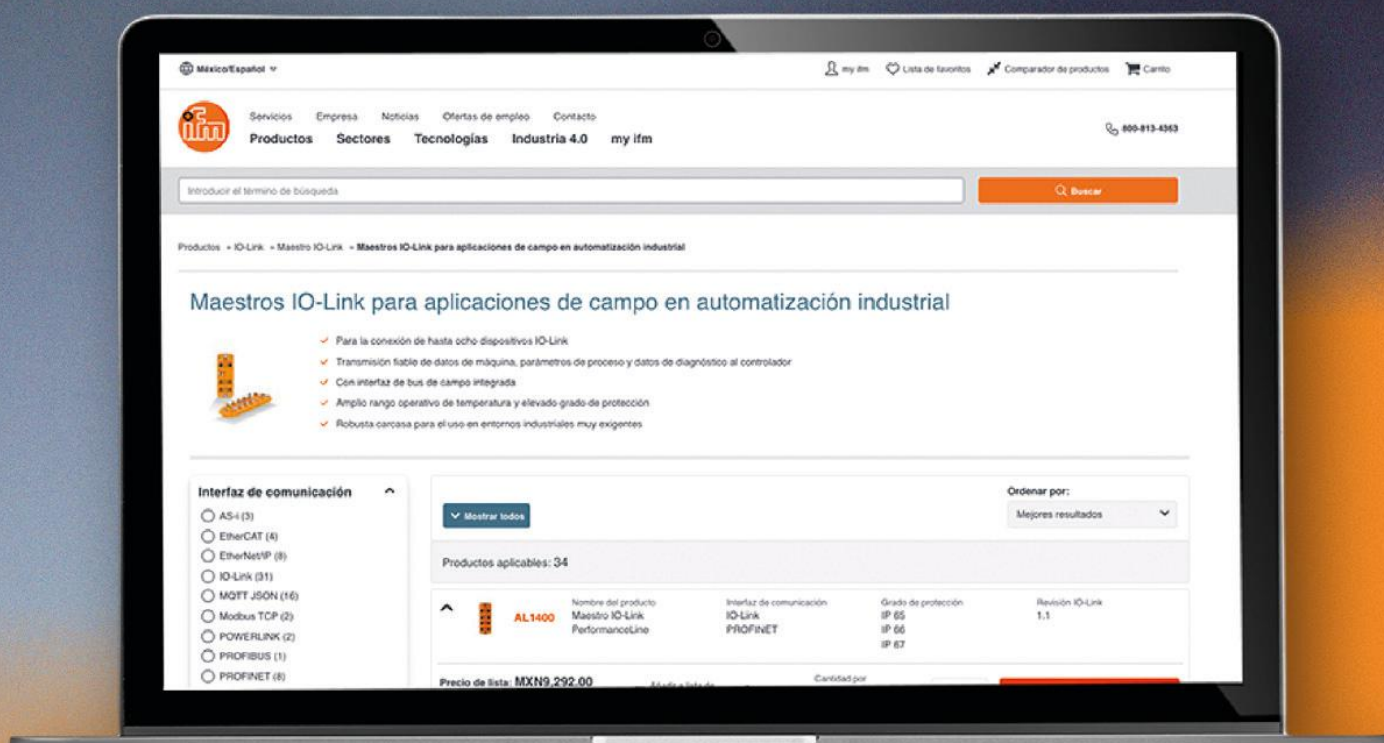 México/Español
my ifm
Lista de favoritos
Comparador de productos
Carrito
ifm
Servicios Empresa Noticias Ofertas de empleo Contacto
Productos Sectores Tecnologías Industria 4.0 my ifm
800-813-4363
Introducir el término de búsqueda
Buscar
Productos » IO-Link » Maestro IO-Link » Maestros IO-Link para aplicaciones de campo en automatización industrial
Maestros IO-Link para aplicaciones de campo en automatización industrial
Para la conexión de hasta ocho dispositivos IO-Link
Transmisión fiable de datos de máquina, parámetros de proceso y datos de diagnóstico al controlador
Con interfaz de bus de campo integrada
Amplio rango operativo de temperatura y elevado grado de protección
Robusta carcasa para el uso en entornos industriales muy exigentes
Interfaz de comunicación
AS-i (3)
EtherCAT (4)
EtherNet/IP (8)
IO-Link (31)
MQTT JSON (16)
Modbus TCP (2)
POWERLINK (2)
PROFIBUS (1)
PROFINET (8)
Mostrar todos
Ordenar por:
Mejores resultados
Productos aplicables: 34
AL1400
Nombre del producto
Maestro IO-Link
PerformanceLine
Interfaz de comunicación
IO-Link
PROFINET
Grado de protección
IP 65
IP 66
IP 67
Revisión IO-Link
1.1
Precio de lista: MXN9,292.00
Añadir a lista de
Cantidad por